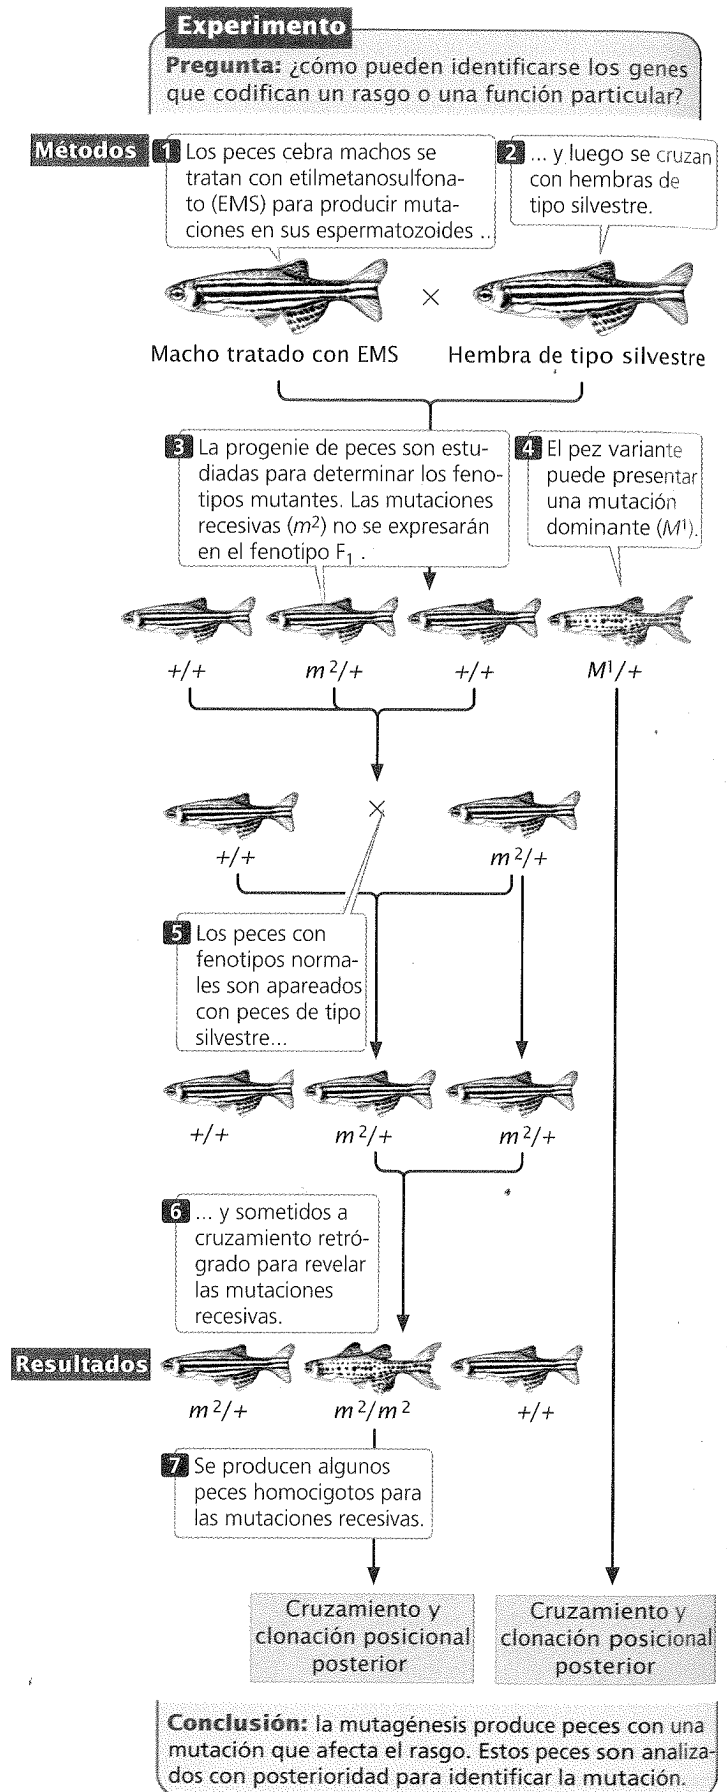 Experimento
Pregunta: ¿cómo pueden identificarse los genes
que codifican un rasgo o una función particular?
Métodos
1 Los peces cebra machos se
tratan con etilmetanosulfona-
to (EMS) para producir muta-
ciones en sus espermatozoides ..
2 ... y luego se cruzan
con hembras de
tipo silvestre.
×
Macho tratado con EMS
Hembra de tipo silvestre
3 La progenie de peces son estu-
diadas para determinar los feno-
tipos mutantes. Las mutaciones
recesivas (m²) no se expresarán
en el fenotipo F₁ .
4 El pez variante
puede presentar
una mutación
dominante (M¹).
+/+ m²/+ +/+ M¹/+
×
+/+ m²/+
5 Los peces con
fenotipos norma-
les son apareados
con peces de tipo
silvestre...
+/+ m²/+ m²/+
6 ... y sometidos a
cruzamiento retró-
grado para revelar
las mutaciones
recesivas.
Resultados
m²/+ m²/m² +/+
7 Se producen algunos
peces homocigotos para
las mutaciones recesivas.
Cruzamiento y
clonación posicional
posterior
Cruzamiento y
clonación posicional
posterior
Conclusión: la mutagénesis produce peces con una
mutación que afecta el rasgo. Estos peces son analiza-
dos con posterioridad para identificar la mutación.